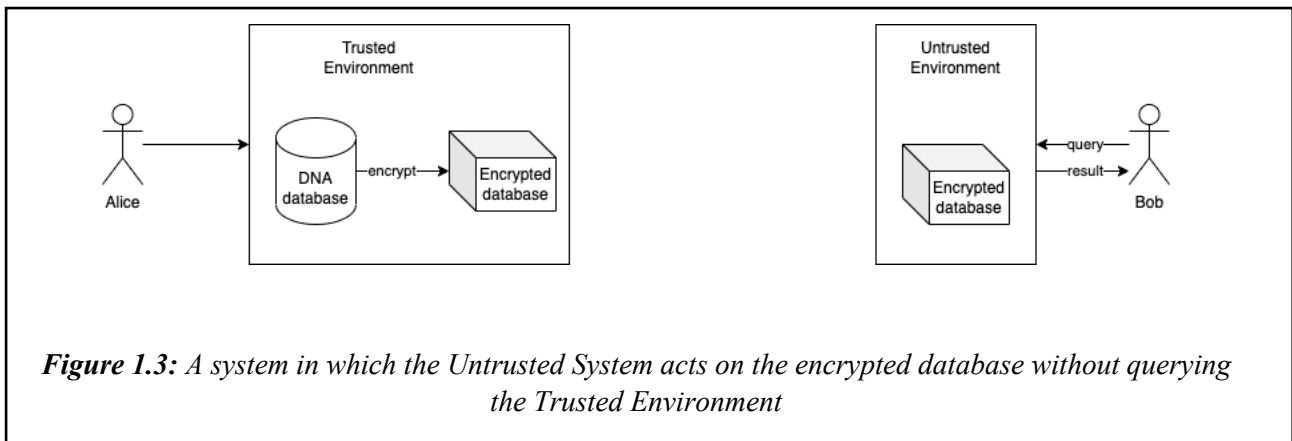 Trusted
Environment
Untrusted
Environment
DNA
database
encrypt
Encrypted
database
Alice
Encrypted
database
query
result
Bob
Figure 1.3: A system in which the Untrusted System acts on the encrypted database without querying
the Trusted Environment